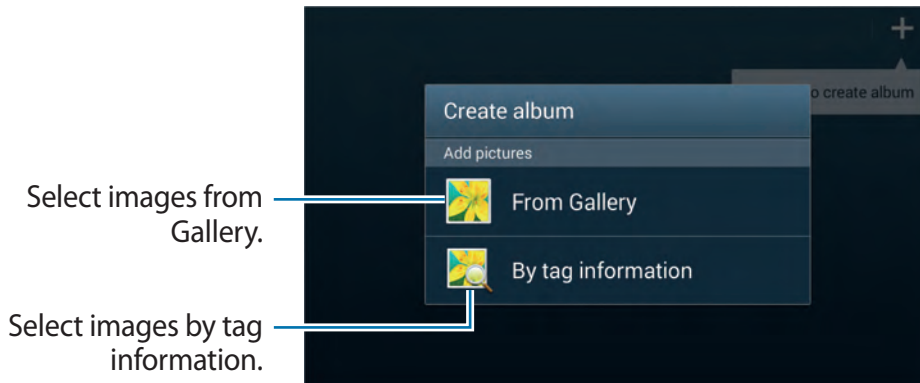 o create album
Create album
Add pictures
Select images from
Gallery.
From Gallery
By tag information
Select images by tag
information.